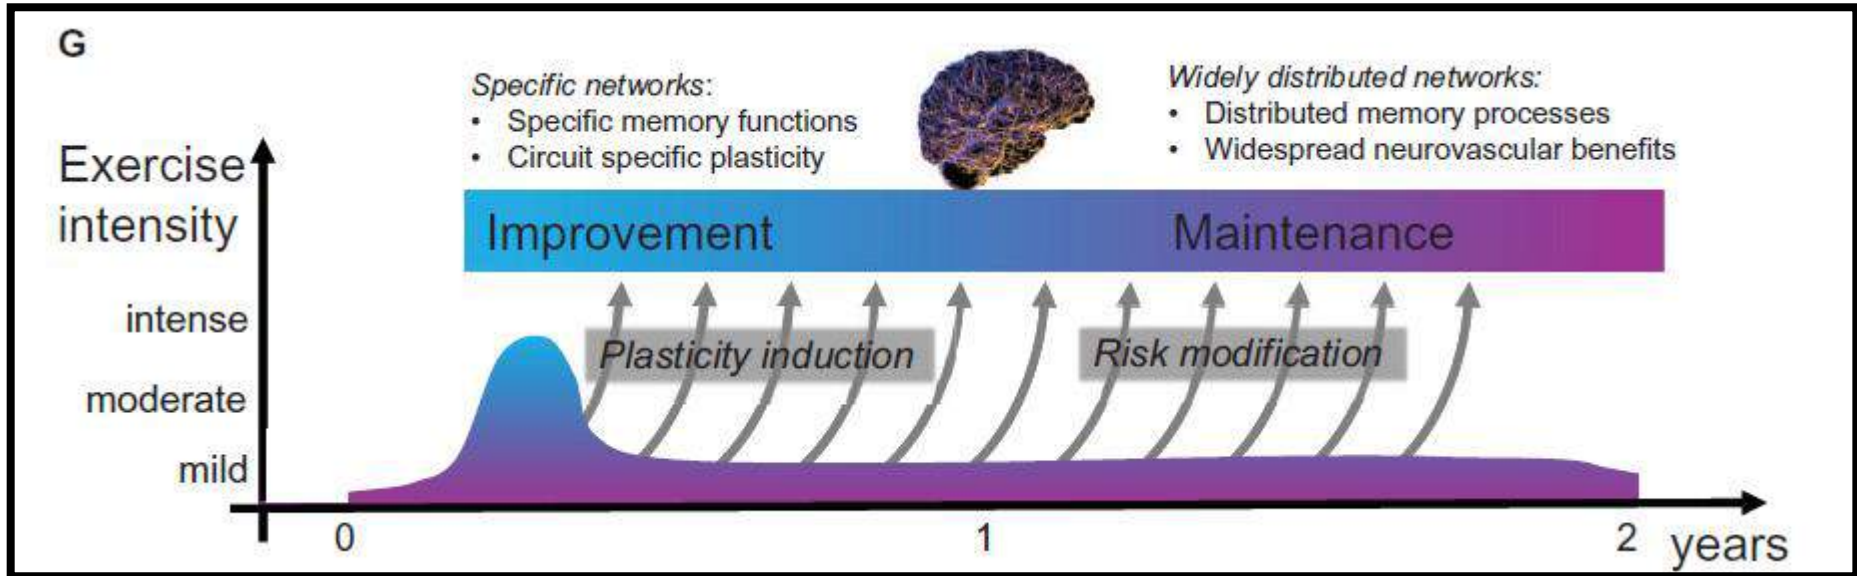 G
Specific networks:
• Specific memory functions
• Circuit specific plasticity
Widely distributed networks:
• Distributed memory processes
• Widespread neurovascular benefits
Exercise
intensity
Improvement
Maintenance
intense
moderate
mild
Plasticity induction
Risk modification
0
1
2
years